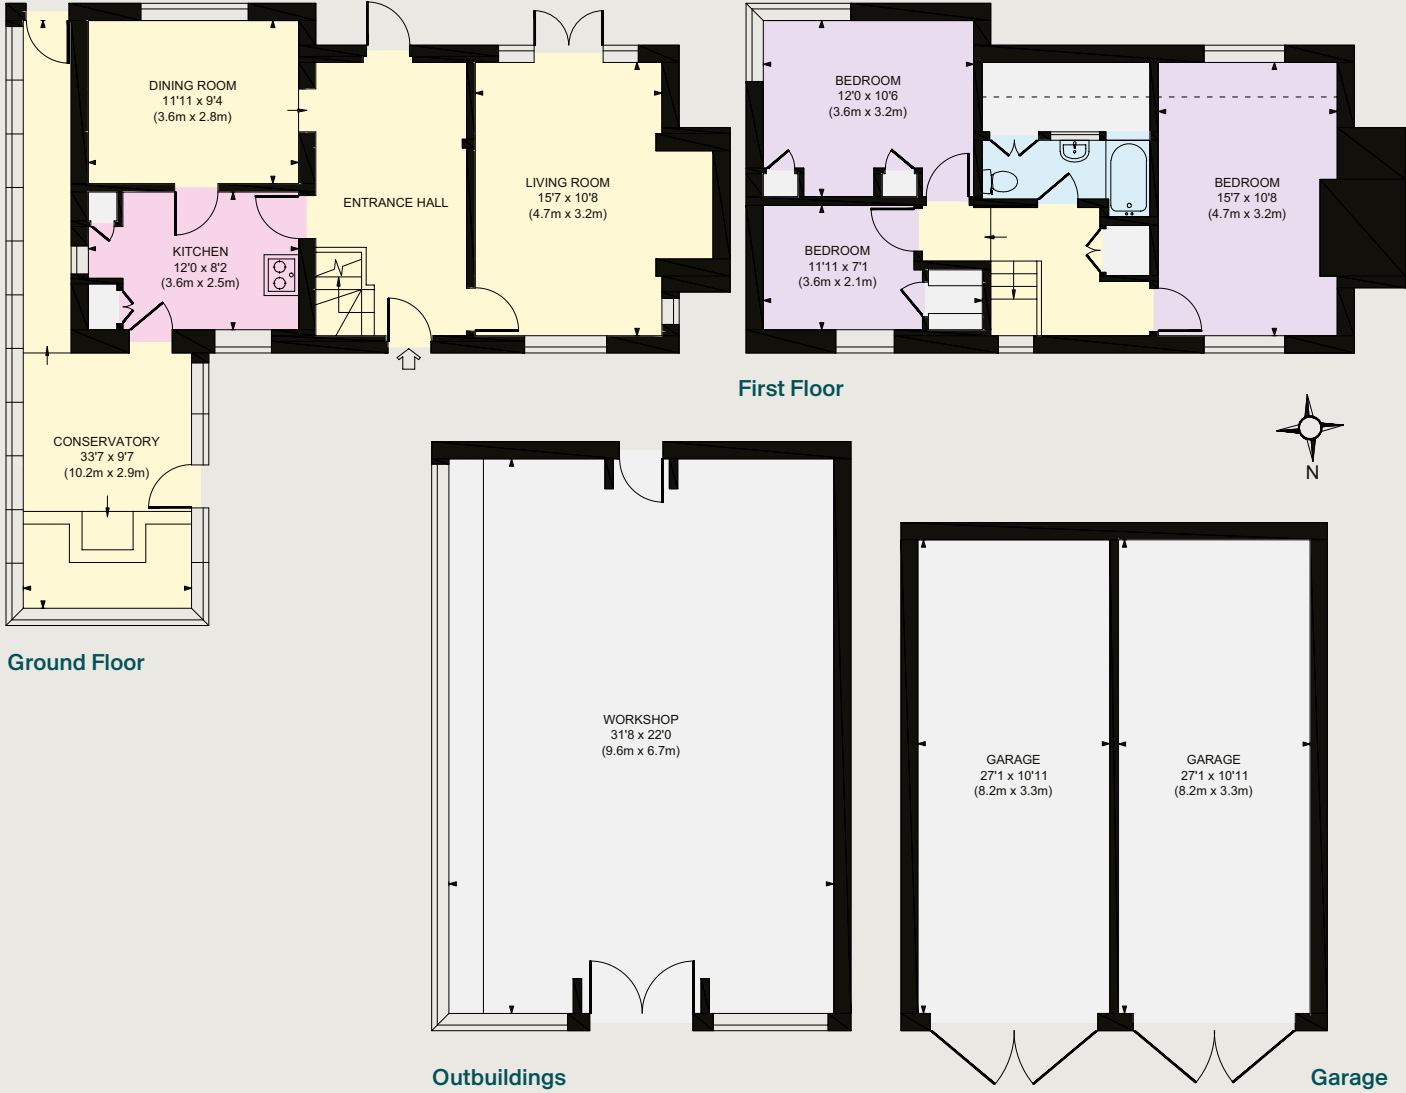 DINING ROOM
11'11 x 9'4
(3.6m x 2.8m)
ENTRANCE HALL
LIVING ROOM
15'7 x 10'8
(4.7m x 3.2m)
KITCHEN
12'0 x 8'2
(3.6m x 2.5m)
CONSERVATORY
33'7 x 9'7
(10.2m x 2.9m)
Ground Floor
BEDROOM
12'0 x 10'6
(3.6m x 3.2m)
BEDROOM
15'7 x 10'8
(4.7m x 3.2m)
BEDROOM
11'11 x 7'1
(3.6m x 2.1m)
First Floor
N
WORKSHOP
31'8 x 22'0
(9.6m x 6.7m)
Outbuildings
GARAGE
27'1 x 10'11
(8.2m x 3.3m)
GARAGE
27'1 x 10'11
(8.2m x 3.3m)
Garage